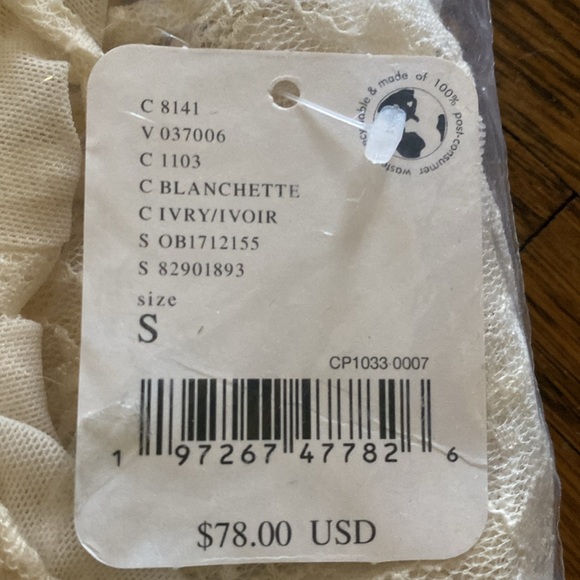 C 8141
V 037006
C 1103
C BLANCHETTE
C IVRY/IVOIR
S OB1712155
S 82901893
size
S
& made of 100% post-consumer waste
CP1033 0007
1 97267 47782 6
$78.00 USD